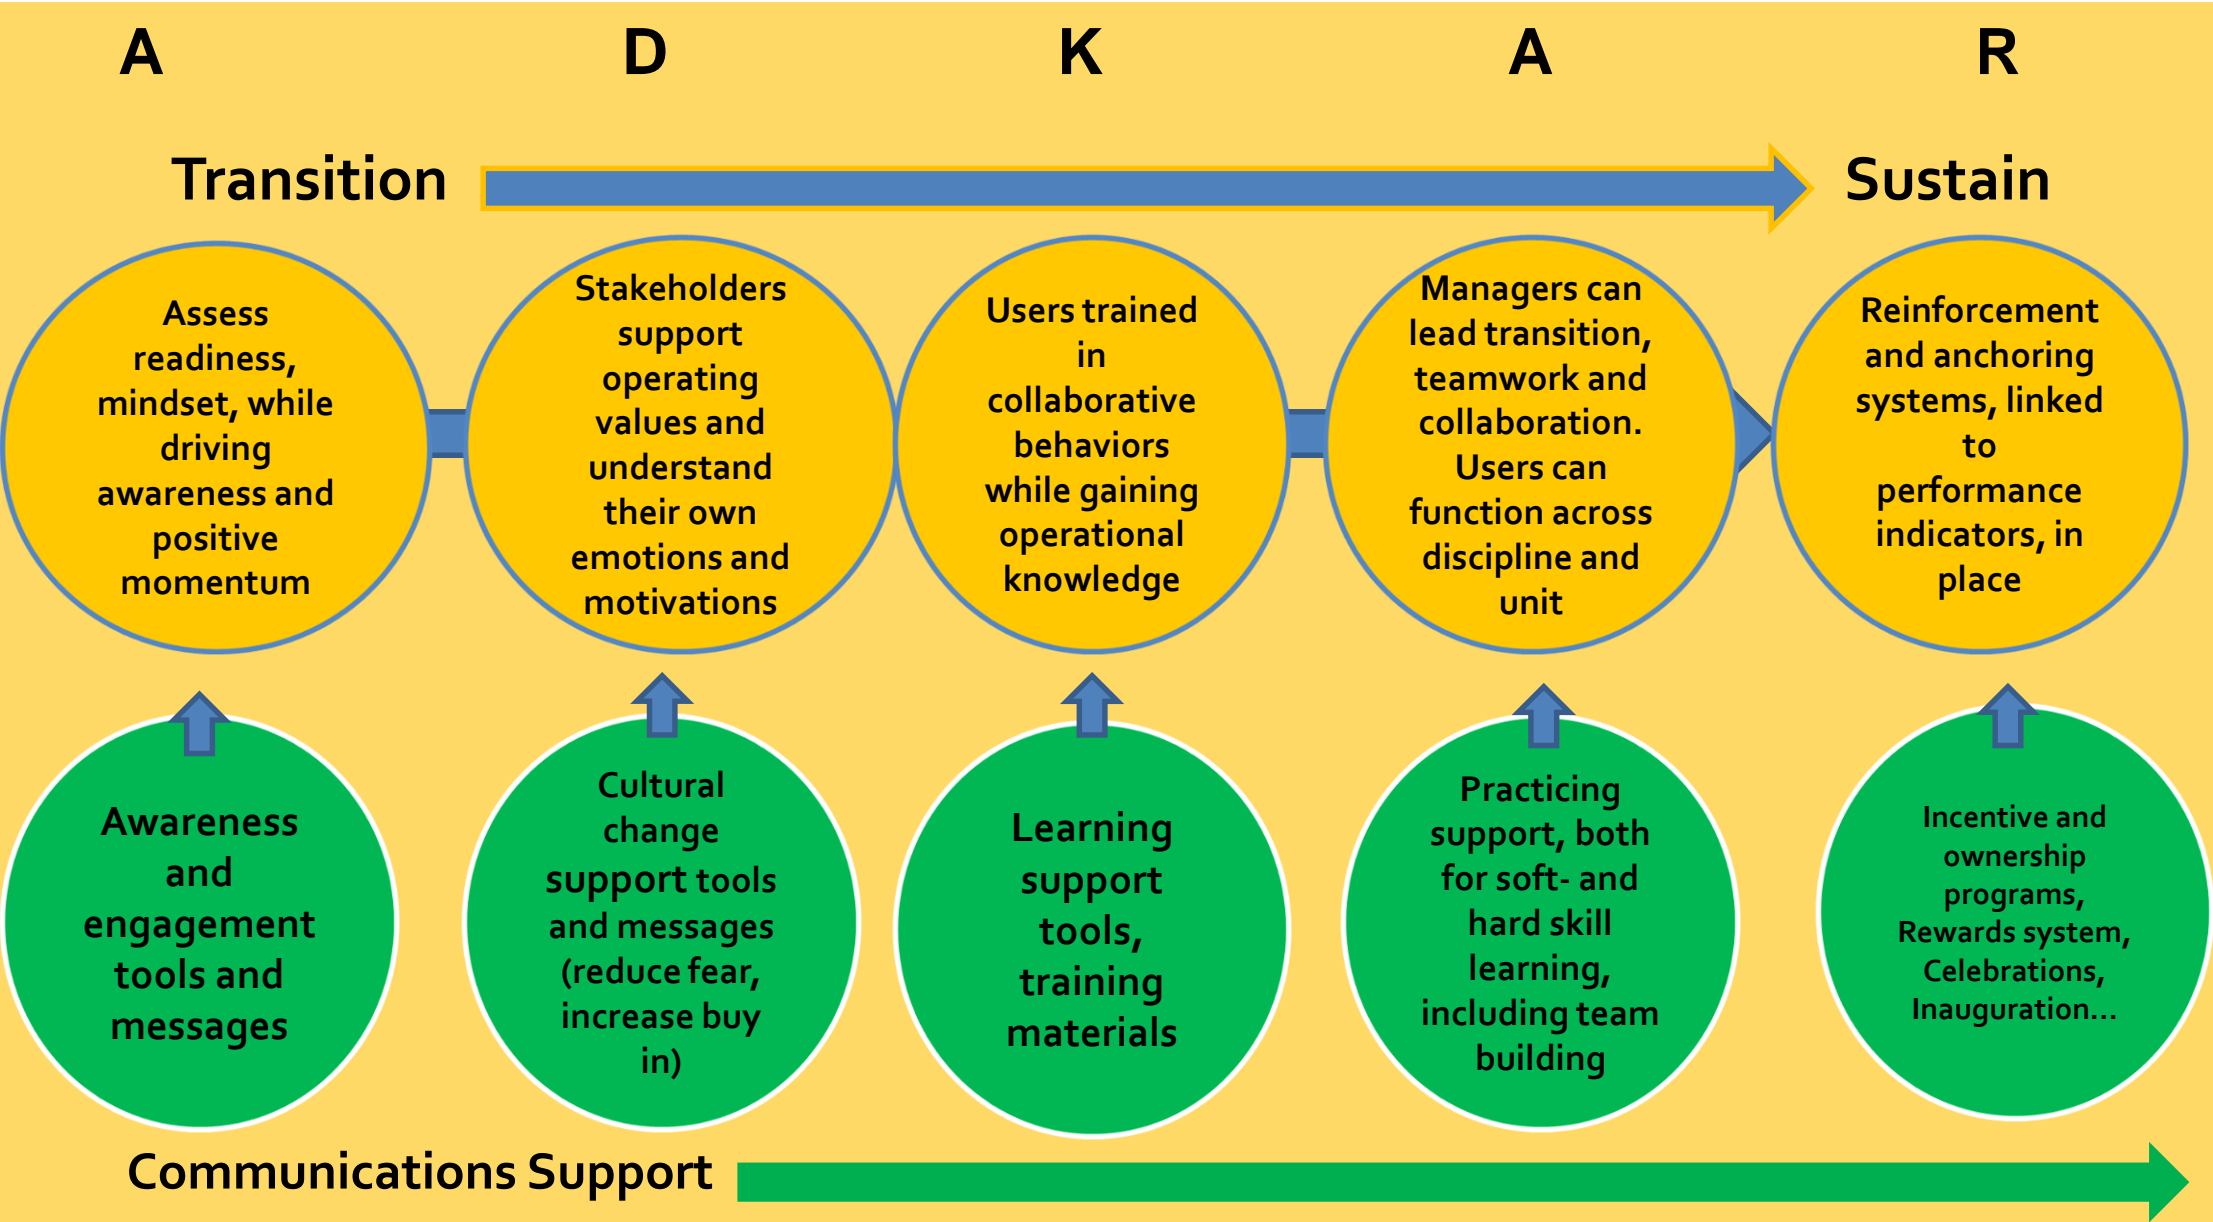 A
D
K
A
R
Transition
Sustain
Assess
readiness,
mindset, while
driving
awareness and
positive
momentum
Stakeholders
support
operating
values and
understand
their own
emotions and
motivations
Users trained
in
collaborative
behaviors
while gaining
operational
knowledge
Managers can
lead transition,
teamwork and
collaboration.
Users can
function across
discipline and
unit
Reinforcement
and anchoring
systems, linked
to
performance
indicators, in
place
Awareness
and
engagement
tools and
messages
Cultural
change
support tools
and messages
(reduce fear,
increase buy
in)
Learning
support
tools,
training
materials
Practicing
support, both
for soft- and
hard skill
learning,
including team
building
Incentive and
ownership
programs,
Rewards system,
Celebrations,
Inauguration...
Communications Support